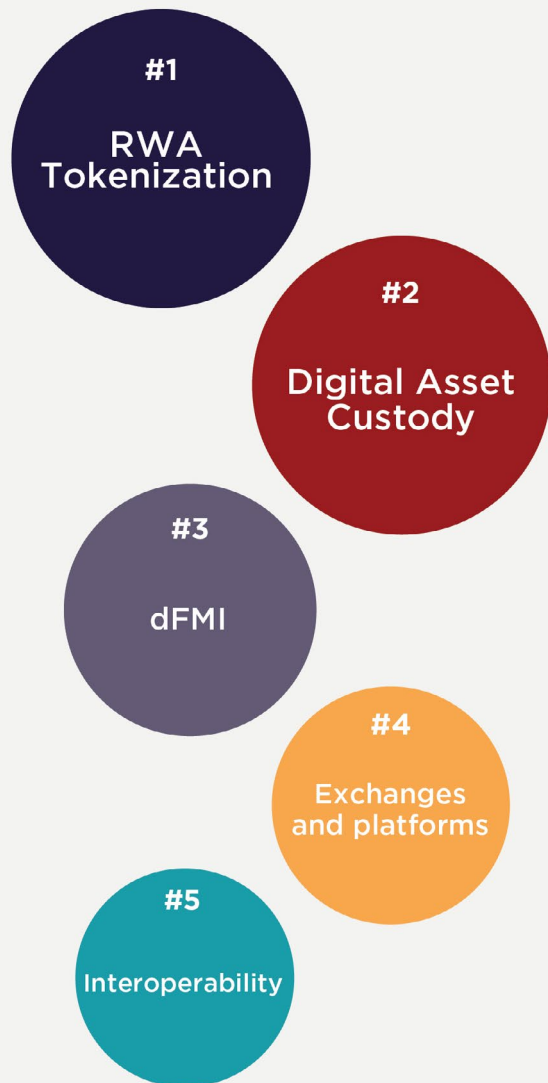 #1
RWA
Tokenization
#2
Digital Asset
Custody
#3
dFMI
#4
Exchanges
and platforms
#5
Interoperability